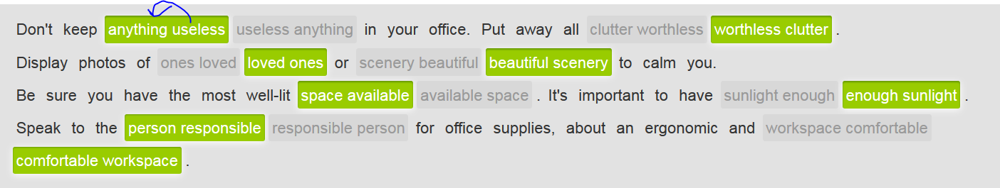 Don't keep anything useless useless anything in your office. Put away all clutter worthless worthless clutter .
Display photos of ones loved loved ones or scenery beautiful beautiful scenery to calm you.
Be sure you have the most well-lit space available available space . It's important to have sunlight enough enough sunlight .
Speak to the person responsible responsible person for office supplies, about an ergonomic and workspace comfortable
comfortable workspace .